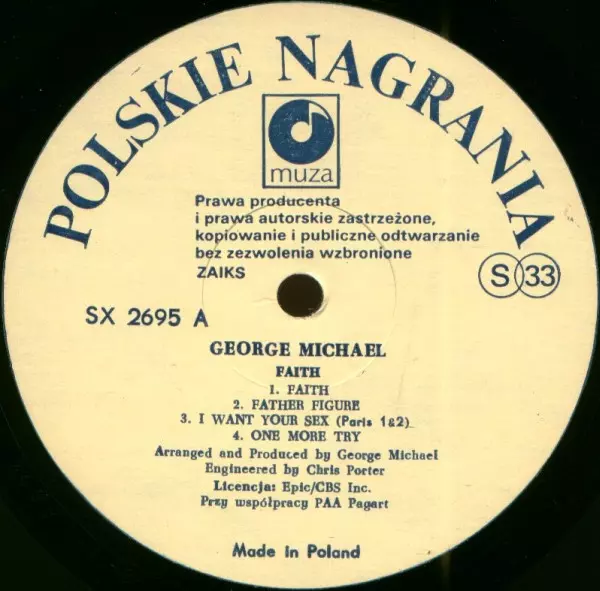 POLSKIE NAGRANIA
muza
Prawa producenta
i prawa autorskie zastrzeżone,
kopiowanie i publiczne odtwarzanie
bez zezwolenia wzbronione
ZAIKS
S 33
SX 2695 A
GEORGE MICHAEL
FAITH
1. FAITH
2. FATHER FIGURE
3. I WANT YOUR SEX (Paris 1&2)
4. ONE MORE TRY
Arranged and Produced by George Michael
Engineered by Chris Porter
Licencja: Epic/CBS Inc.
Przy współpracy PAA Pagart
Made in Poland